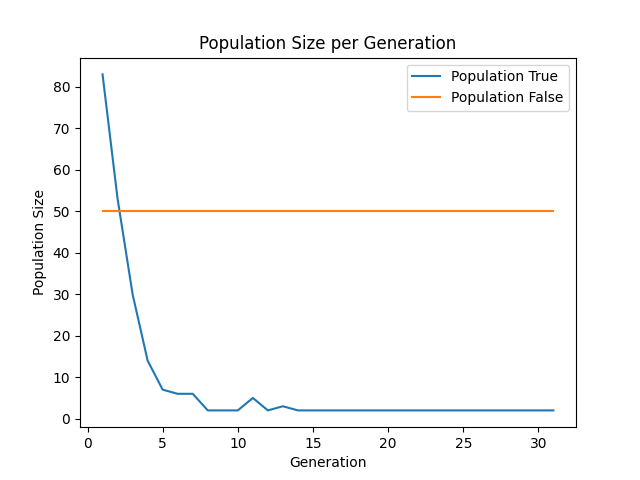 Population Size per Generation
Population True
Population False
80
70
60
50
40
30
20
10
0
Population Size
0 5 10 15 20 25 30
Generation